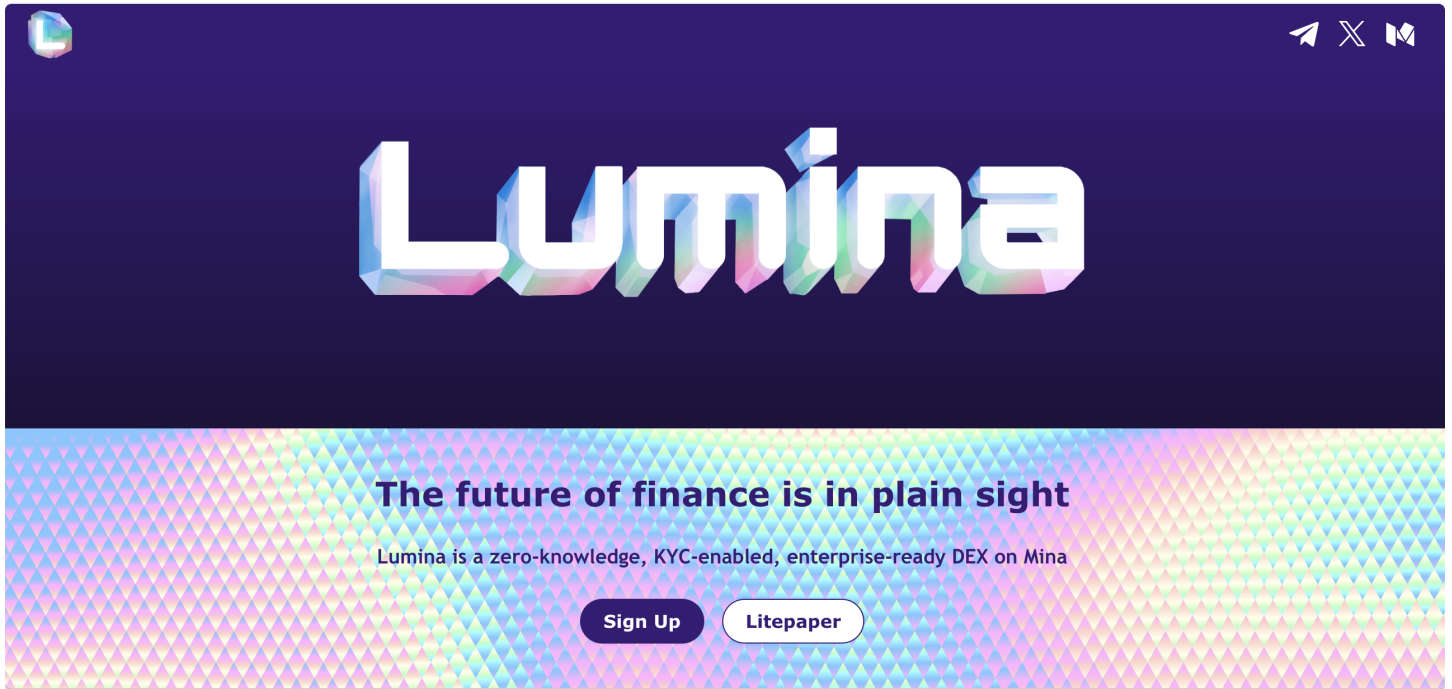 L
Lumina
The future of finance is in plain sight
Lumina is a zero-knowledge, KYC-enabled, enterprise-ready DEX on Mina
Sign Up
Litepaper